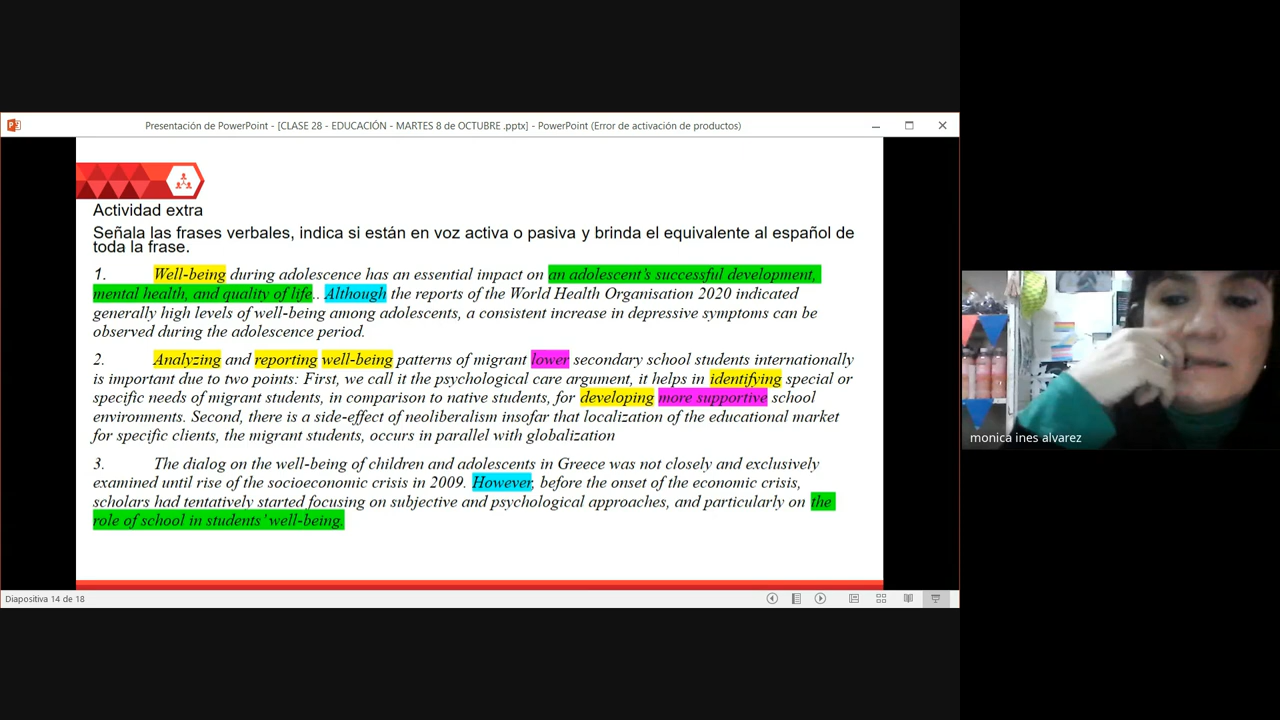 Presentación de PowerPoint - [CLASE 28 - EDUCACIÓN - MARTES 8 de OCTUBRE .pptx] - PowerPoint (Error de activación de productos)
Actividad extra
Señala las frases verbales, indica si están en voz activa o pasiva y brinda el equivalente al español de
toda la frase.
1. Well-being during adolescence has an essential impact on an adolescent's successful development,
mental health, and quality of life.. Although the reports of the World Health Organisation 2020 indicated
generally high levels of well-being among adolescents, a consistent increase in depressive symptoms can be
observed during the adolescence period.
2. Analyzing and reporting well-being patterns of migrant lower secondary school students internationally
is important due to two points: First, we call it the psychological care argument, it helps in identifying special or
specific needs of migrant students, in comparison to native students, for developing more supportive school
environments. Second, there is a side-effect of neoliberalism insofar that localization of the educational market
for specific clients, the migrant students, occurs in parallel with globalization
3. The dialog on the well-being of children and adolescents in Greece was not closely and exclusively
examined until rise of the socioeconomic crisis in 2009. However, before the onset of the economic crisis,
scholars had tentatively started focusing on subjective and psychological approaches, and particularly on the
role of school in students' well-being.
Diapositiva 14 de 18
monica ines alvarez